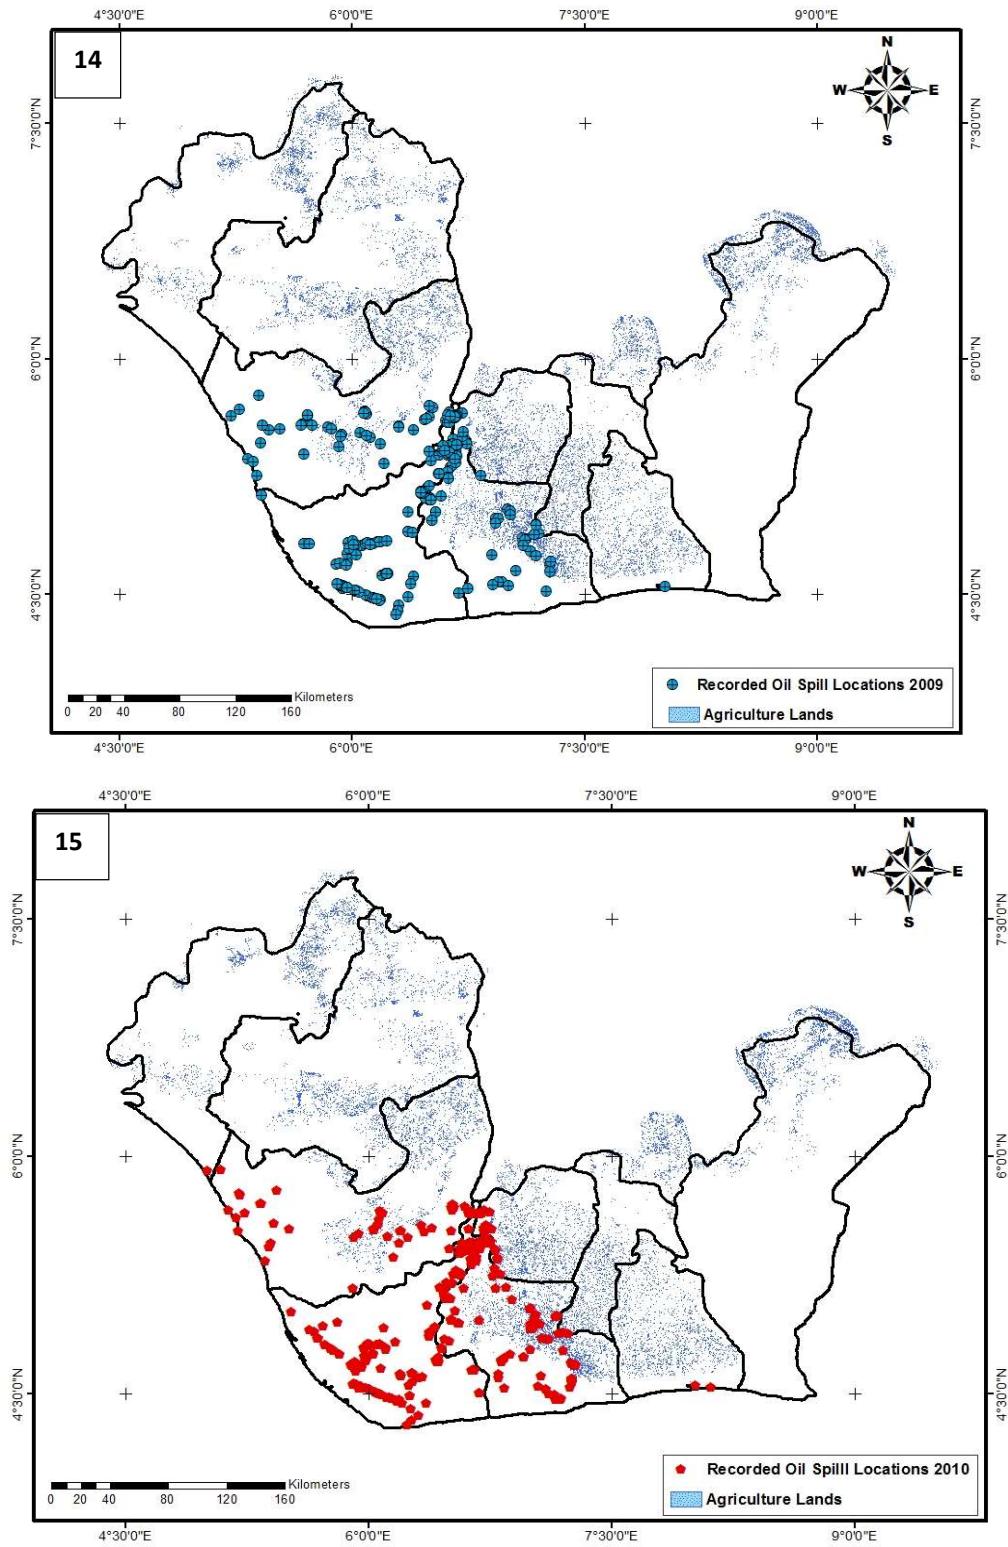 4°30'0"E 6°0'0"E 7°30'0"E 9°0'0"E
14
N
W E
S
7°30'0"N 7°30'0"N
6°0'0"N 6°0'0"N
4°30'0"N 4°30'0"N
Kilometers
0 20 40 80 120 160
Recorded Oil Spill Locations 2009
Agriculture Lands
4°30'0"E 6°0'0"E 7°30'0"E 9°0'0"E
4°30'0"E 6°0'0"E 7°30'0"E 9°0'0"E
15
N
W E
S
7°30'0"N 7°30'0"N
6°0'0"N 6°0'0"N
4°30'0"N 4°30'0"N
Kilometers
0 20 40 80 120 160
Recorded Oil Spilll Locations 2010
Agriculture Lands
4°30'0"E 6°0'0"E 7°30'0"E 9°0'0"E